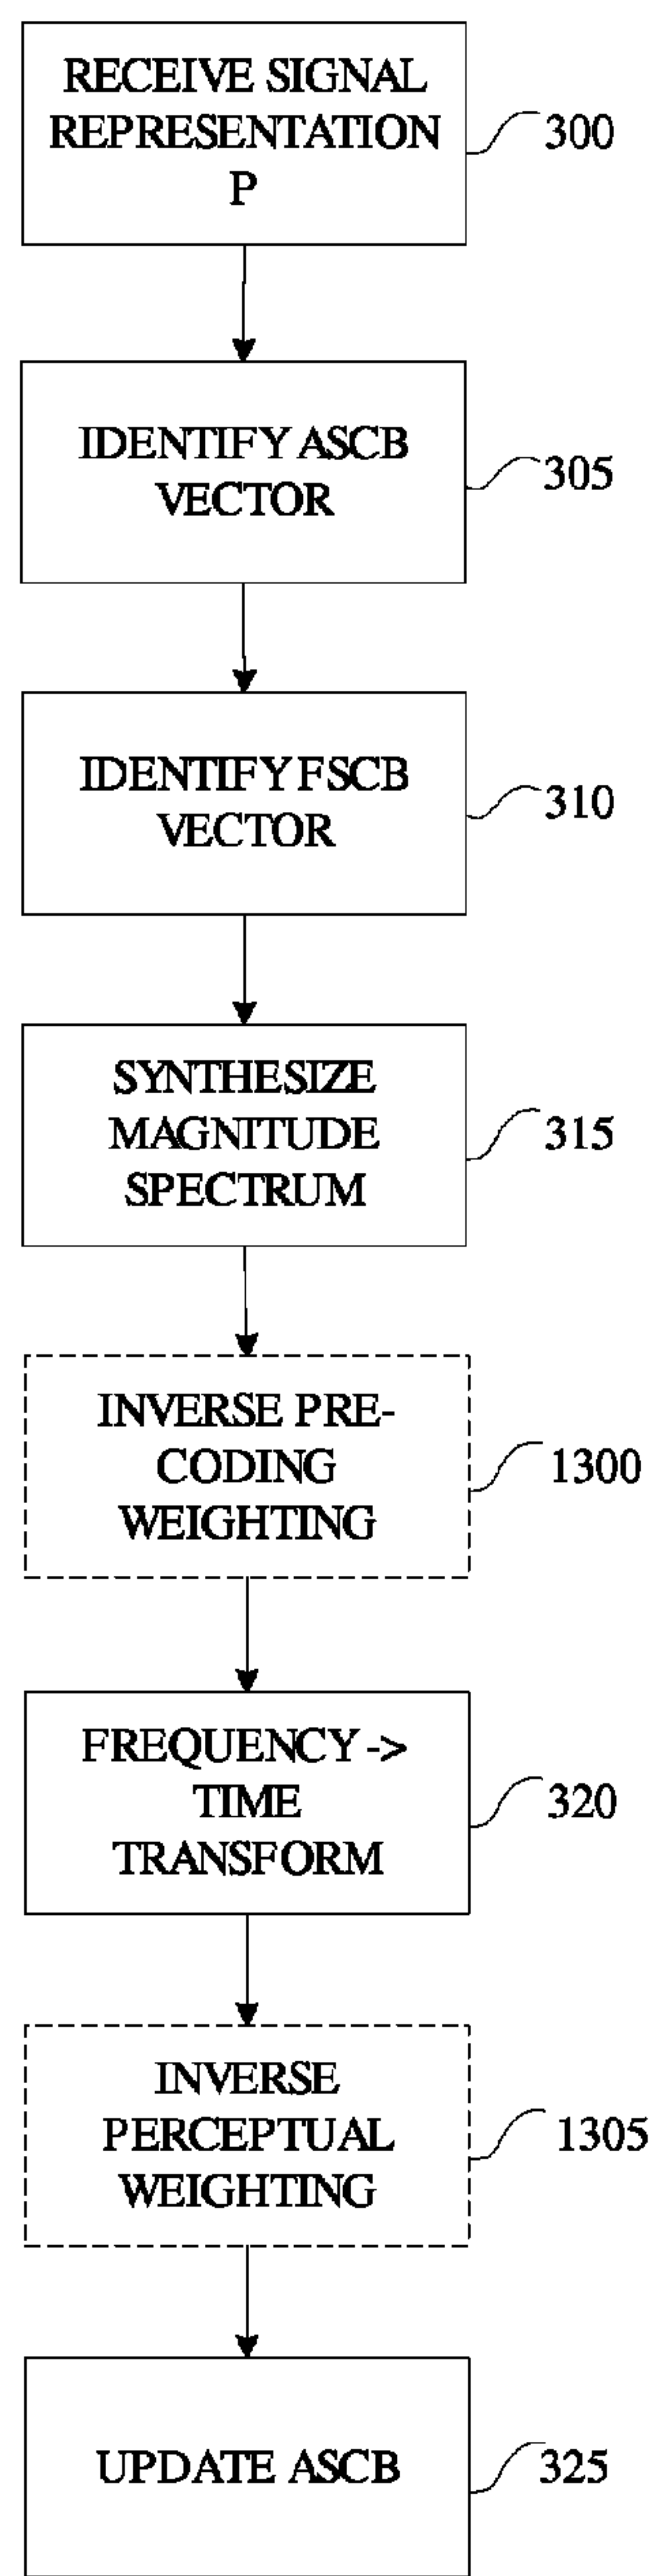 RECEIVE SIGNAL
REPRESENTATION
P
300
IDENTIFY ASCB
VECTOR
305
IDENTIFY FSCB
VECTOR
310
SYNTHESIZE
MAGNITUDE
SPECTRUM
315
INVERSE PRE-
CODING
WEIGHTING
1300
FREQUENCY ->
TIME
TRANSFORM
320
INVERSE
PERCEPTUAL
WEIGHTING
1305
UPDATE ASCB
325